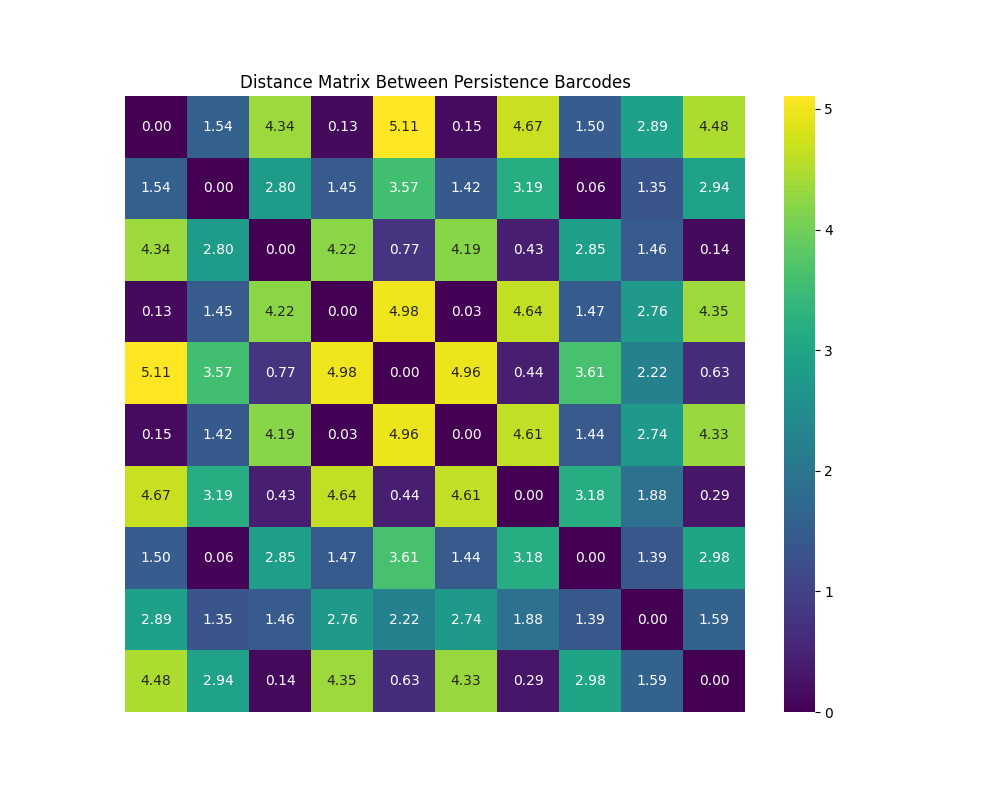 Distance Matrix Between Persistence Barcodes
0.00 1.54 4.34 0.13 5.11 0.15 4.67 1.50 2.89 4.48
1.54 0.00 2.80 1.45 3.57 1.42 3.19 0.06 1.35 2.94
4.34 2.80 0.00 4.22 0.77 4.19 0.43 2.85 1.46 0.14
0.13 1.45 4.22 0.00 4.98 0.03 4.64 1.47 2.76 4.35
5.11 3.57 0.77 4.98 0.00 4.96 0.44 3.61 2.22 0.63
0.15 1.42 4.19 0.03 4.96 0.00 4.61 1.44 2.74 4.33
4.67 3.19 0.43 4.64 0.44 4.61 0.00 3.18 1.88 0.29
1.50 0.06 2.85 1.47 3.61 1.44 3.18 0.00 1.39 2.98
2.89 1.35 1.46 2.76 2.22 2.74 1.88 1.39 0.00 1.59
4.48 2.94 0.14 4.35 0.63 4.33 0.29 2.98 1.59 0.00
5
4
3
2
1
0